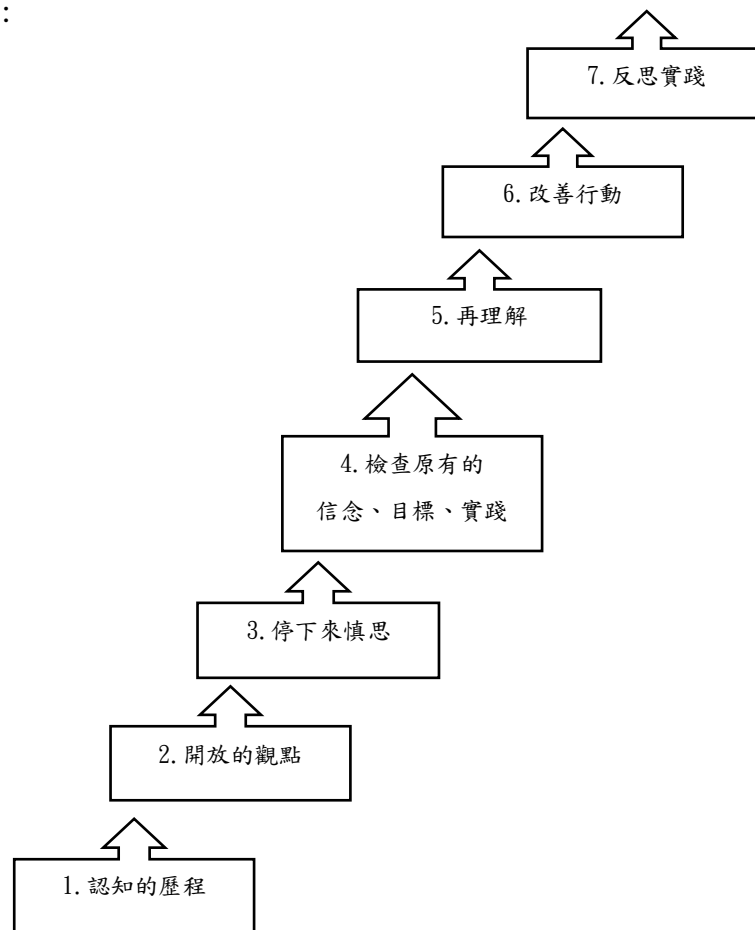 ：
7.反思實踐
6.改善行動
5.再理解
4.檢查原有的
信念、目標、實踐
3.停下來慎思
2.開放的觀點
1.認知的歷程